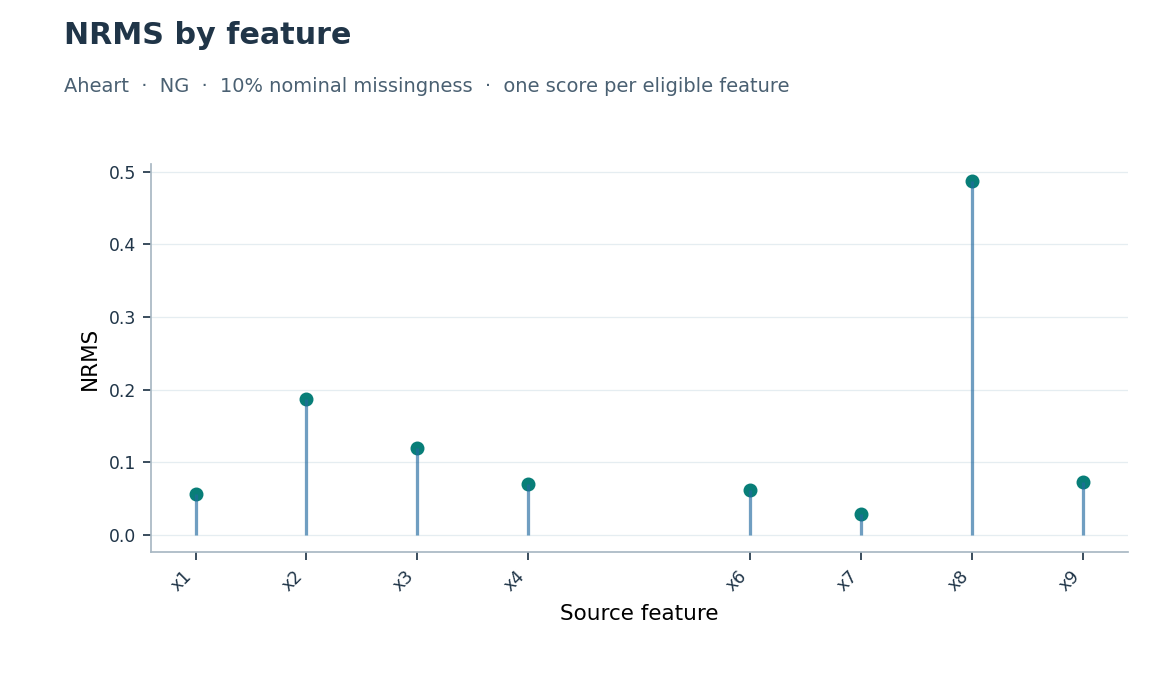 NRMS by feature
Aheart · NG · 10% nominal missingness · one score per eligible feature
0.5
0.4
0.3
0.2
0.1
0.0
NRMS
x1 x2 x3 x4 x6 x7 x8 x9
Source feature